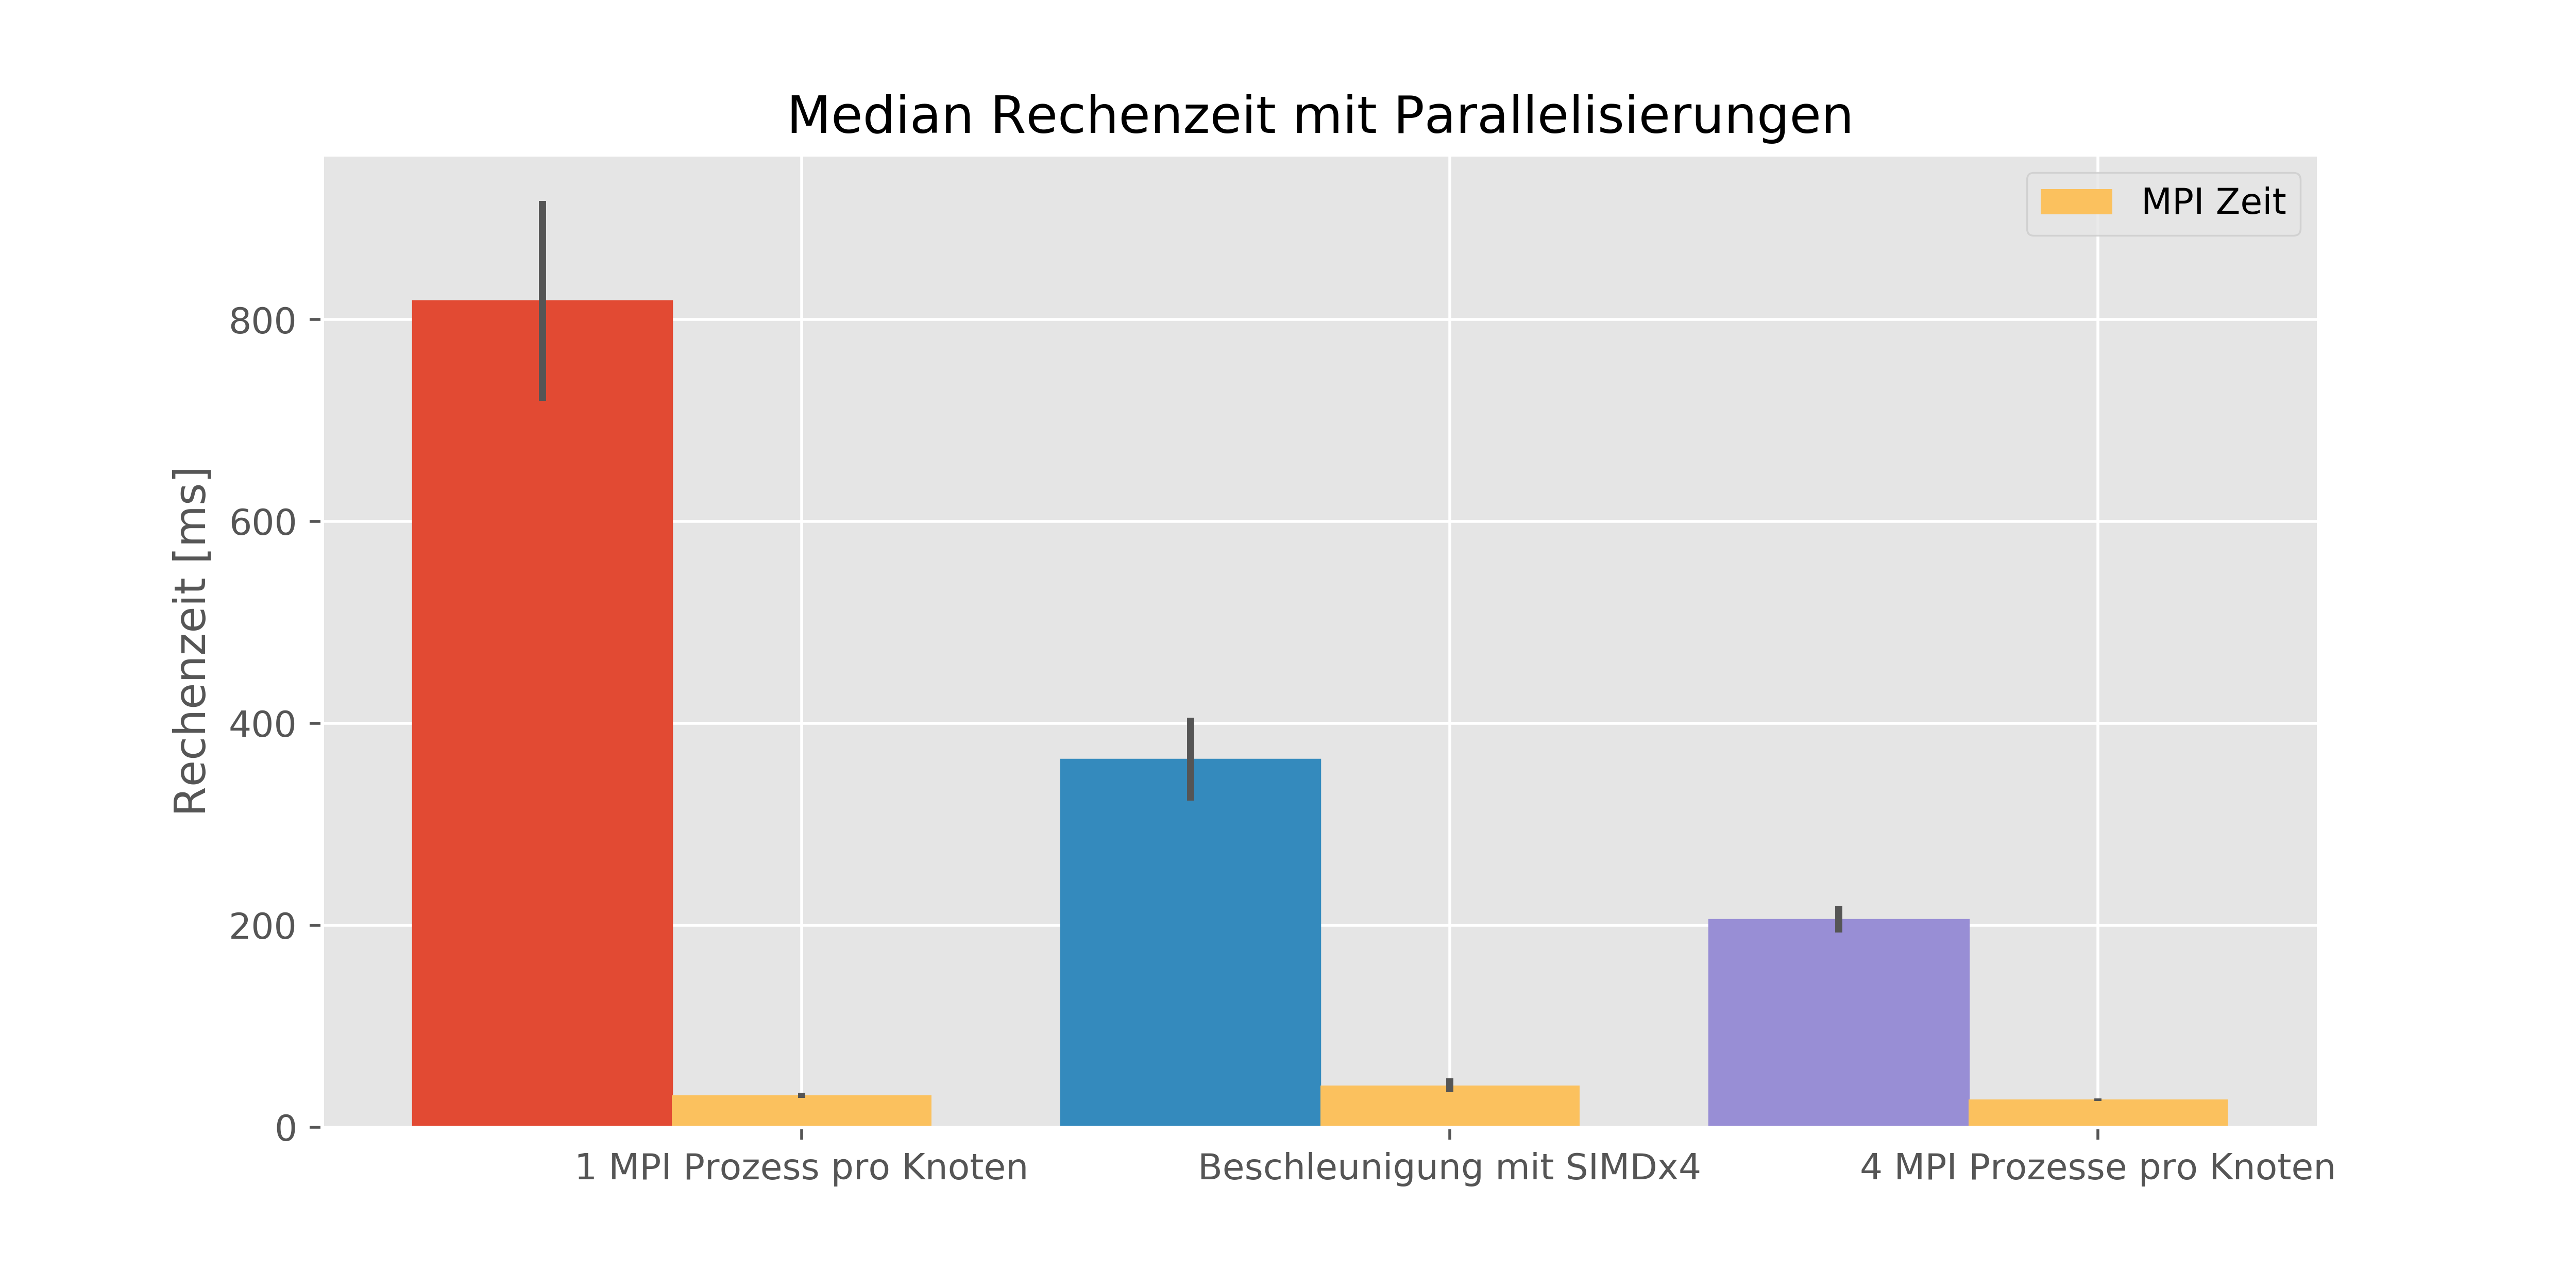 Median Rechenzeit mit Parallelisierungen
MPI Zeit
Rechenzeit [ms]
800
600
400
200
0
1 MPI Prozess pro Knoten
Beschleunigung mit SIMDx4
4 MPI Prozesse pro Knoten